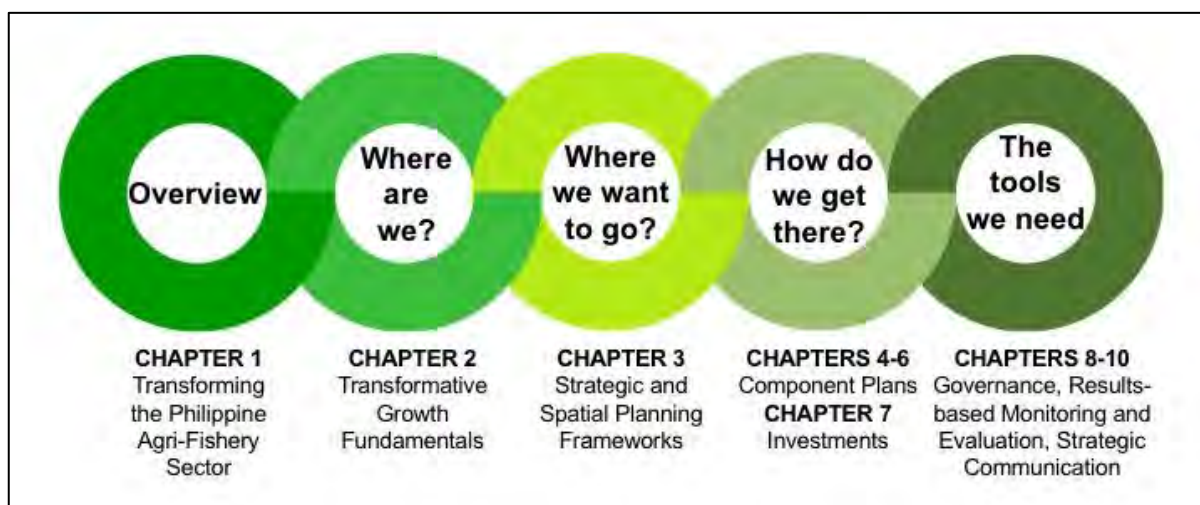 Overview
Where
are
we?
Where
we want
to go?
How do
we get
there?
The
tools
we need
CHAPTER 1
Transforming
the Philippine
Agri-Fishery
Sector
CHAPTER 2
Transformative
Growth
Fundamentals
CHAPTER 3
Strategic and
Spatial Planning
Frameworks
CHAPTERS 4-6
Component Plans
CHAPTER 7
Investments
CHAPTERS 8-10
Governance, Results-
based Monitoring and
Evaluation, Strategic
Communication